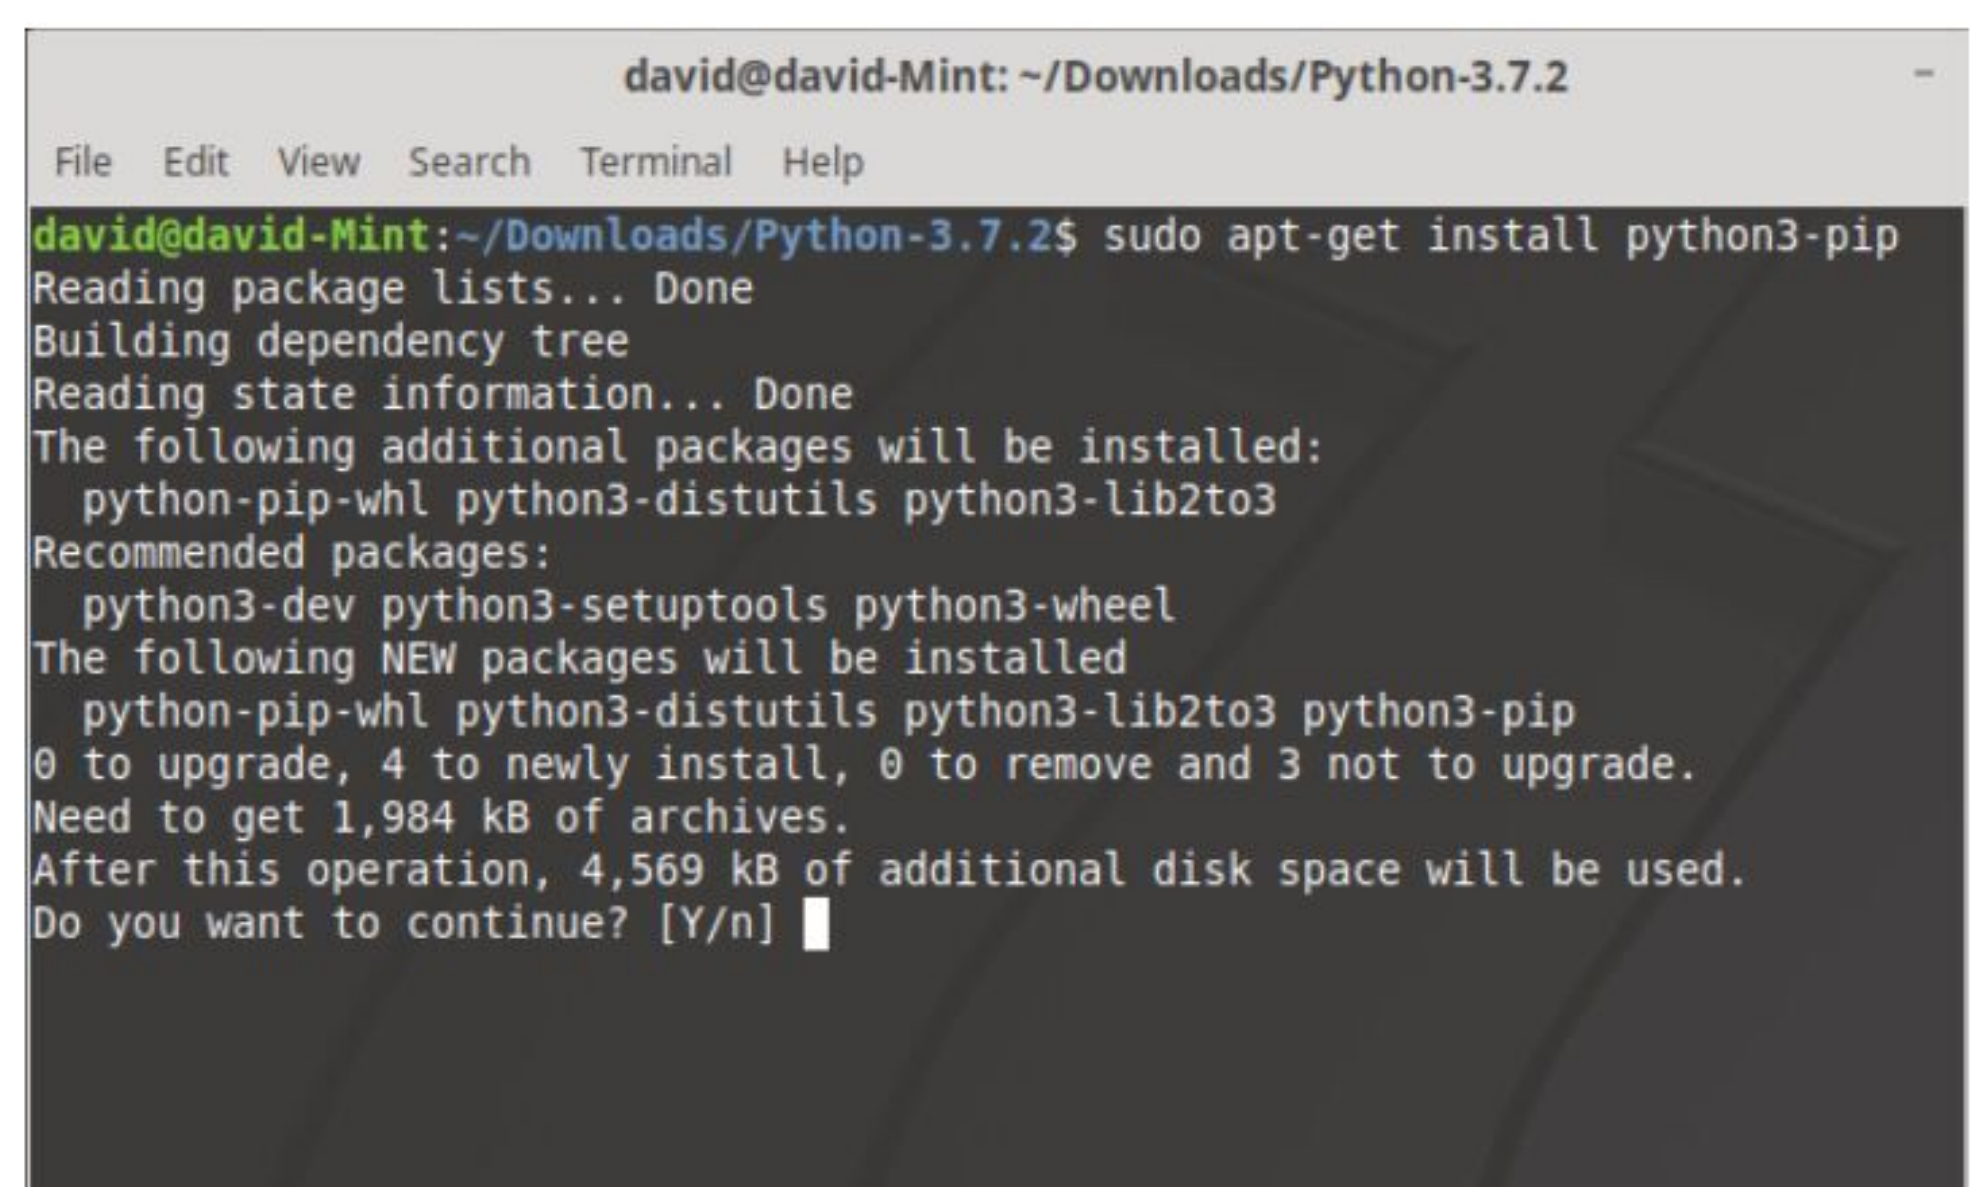 david@david-Mint: ~/Downloads/Python-3.7.2
File Edit View Search Terminal Help
david@david-Mint:~/Downloads/Python-3.7.2$ sudo apt-get install python3-pip
Reading package lists... Done
Building dependency tree
Reading state information... Done
The following additional packages will be installed:
  python-pip-whl python3-distutils python3-lib2to3
Recommended packages:
  python3-dev python3-setuptools python3-wheel
The following NEW packages will be installed
  python-pip-whl python3-distutils python3-lib2to3 python3-pip
0 to upgrade, 4 to newly install, 0 to remove and 3 not to upgrade.
Need to get 1,984 kB of archives.
After this operation, 4,569 kB of additional disk space will be used.
Do you want to continue? [Y/n]